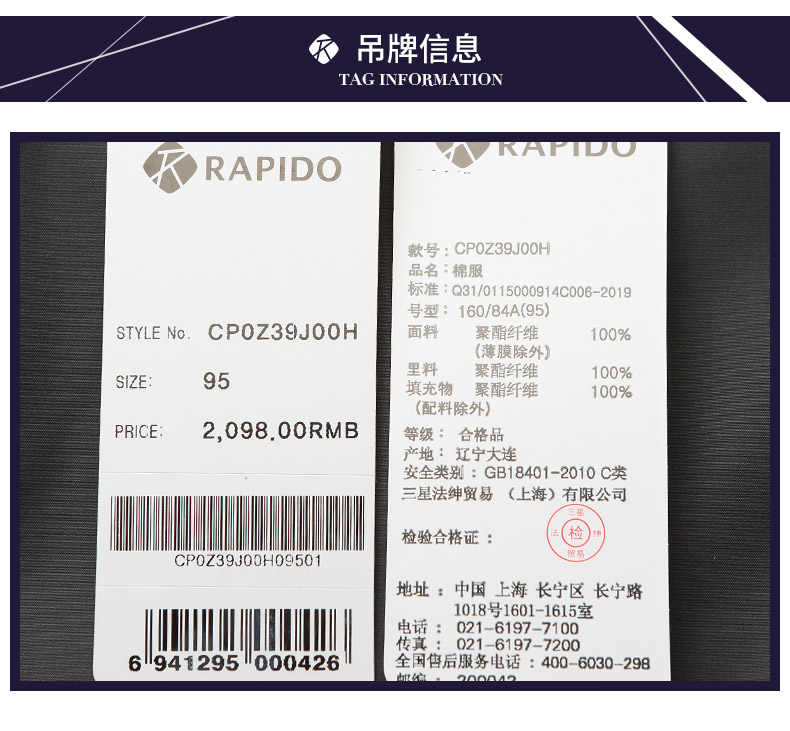 吊牌信息
TAG INFORMATION
RAPIDO
STYLE No. CP0Z39J00H
SIZE: 95
PRICE: 2,098.00RMB
CP0Z39J00H09501
6 941295 000426
RAPIDO
款号: CP0Z39J00H
品名: 棉服
标准: Q31/0115000914C006-2019
号型: 160/84A(95)
面料 聚酯纤维 100%
(薄膜除外)
里料 聚酯纤维 100%
填充物 聚酯纤维 100%
(配料除外)
等级: 合格品
产地: 辽宁大连
安全类别: GB18401-2010 C类
三星法绅贸易 (上海) 有限公司
检验合格证:
三星
法 检 绅
贸易
地址: 中国 上海 长宁区 长宁路
1018号1601-1615室
电话: 021-6197-7100
传真: 021-6197-7200
全国售后服务电话: 400-6030-298
邮编: 200042